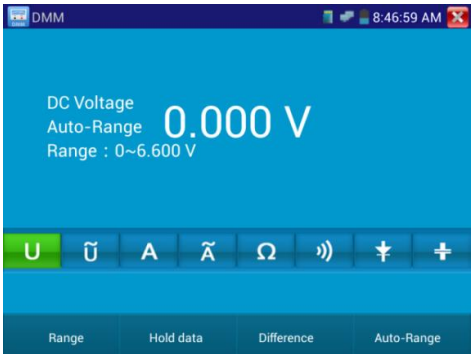 DMM 8:46:59 AM
DC Voltage
Auto-Range 0.000 V
Range : 0~6.600 V
U Ũ A Ã Ω
Range Hold data Difference Auto-Range